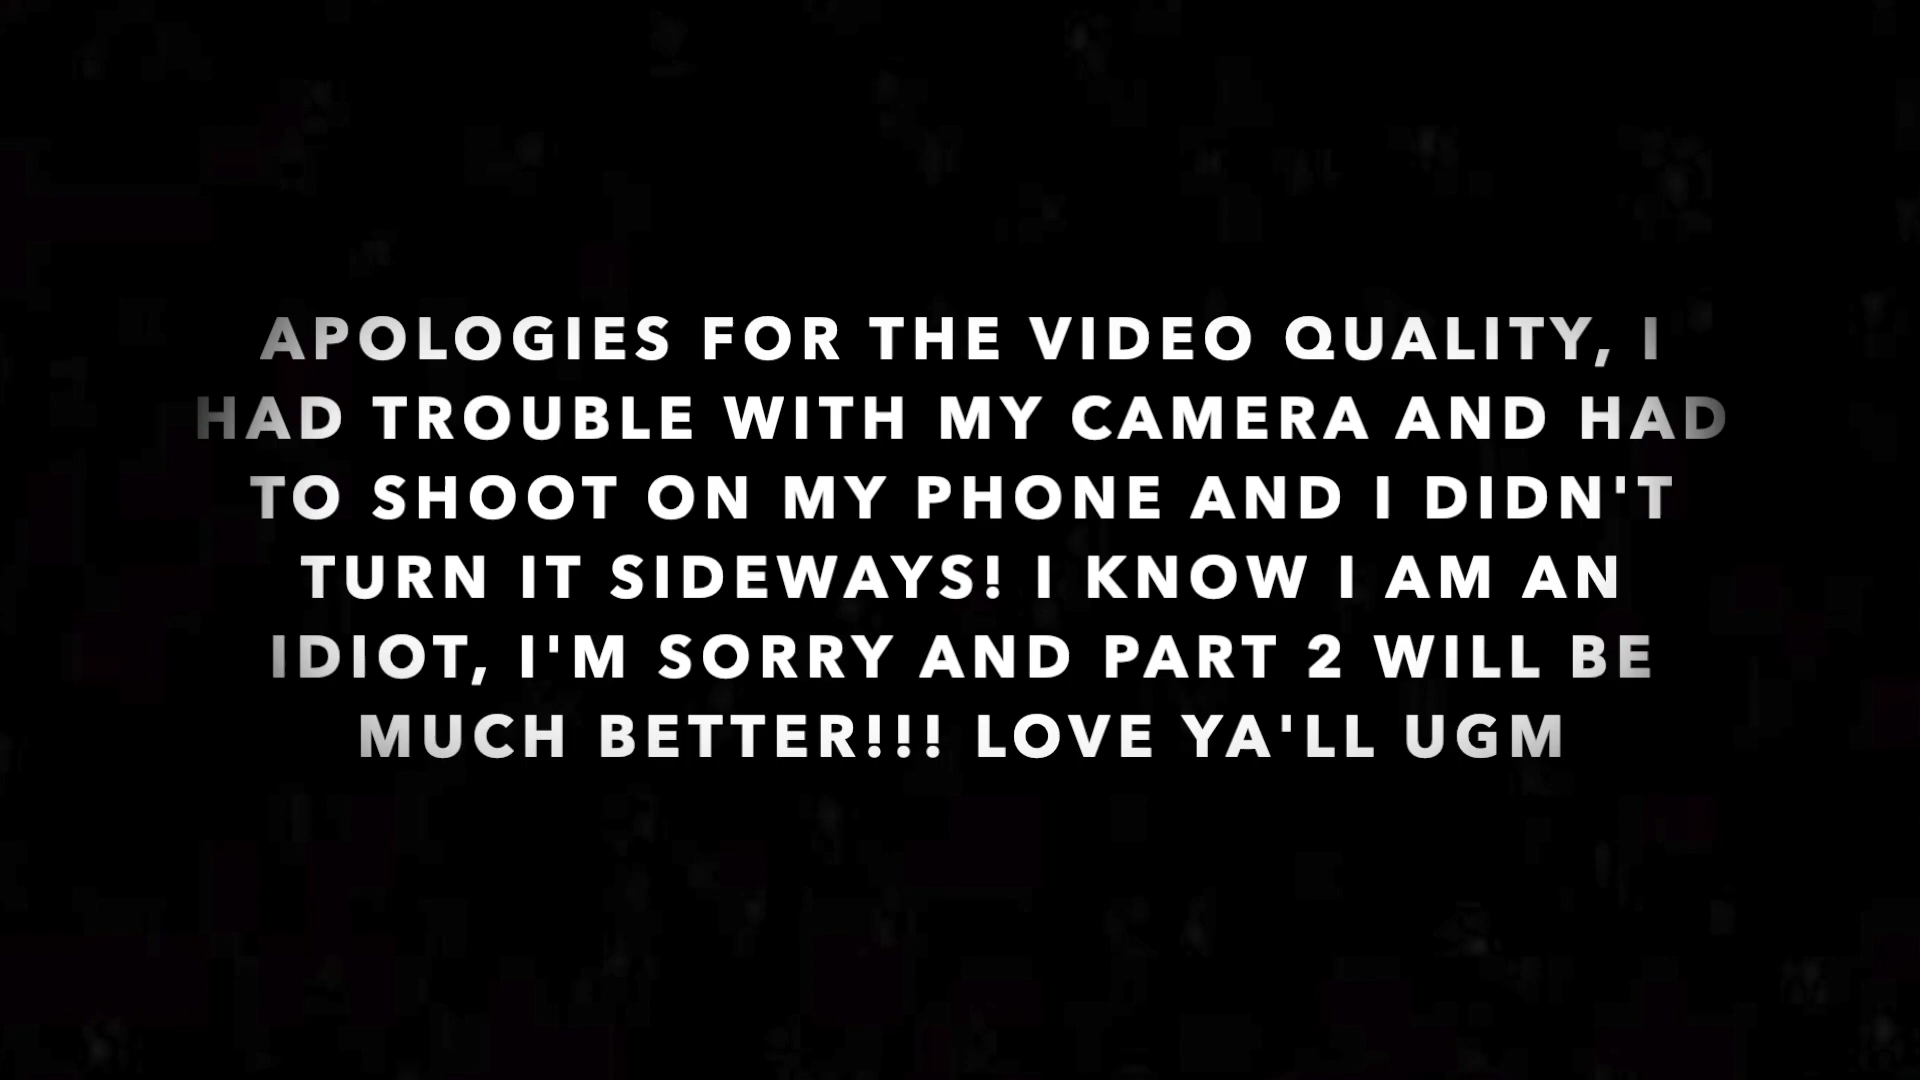 APOLOGIES FOR THE VIDEO QUALITY, I
HAD TROUBLE WITH MY CAMERA AND HAD
TO SHOOT ON MY PHONE AND I DIDN'T
TURN IT SIDEWAYS! I KNOW I AM AN
IDIOT, I'M SORRY AND PART 2 WILL BE
MUCH BETTER!!! LOVE YA'LL UGM